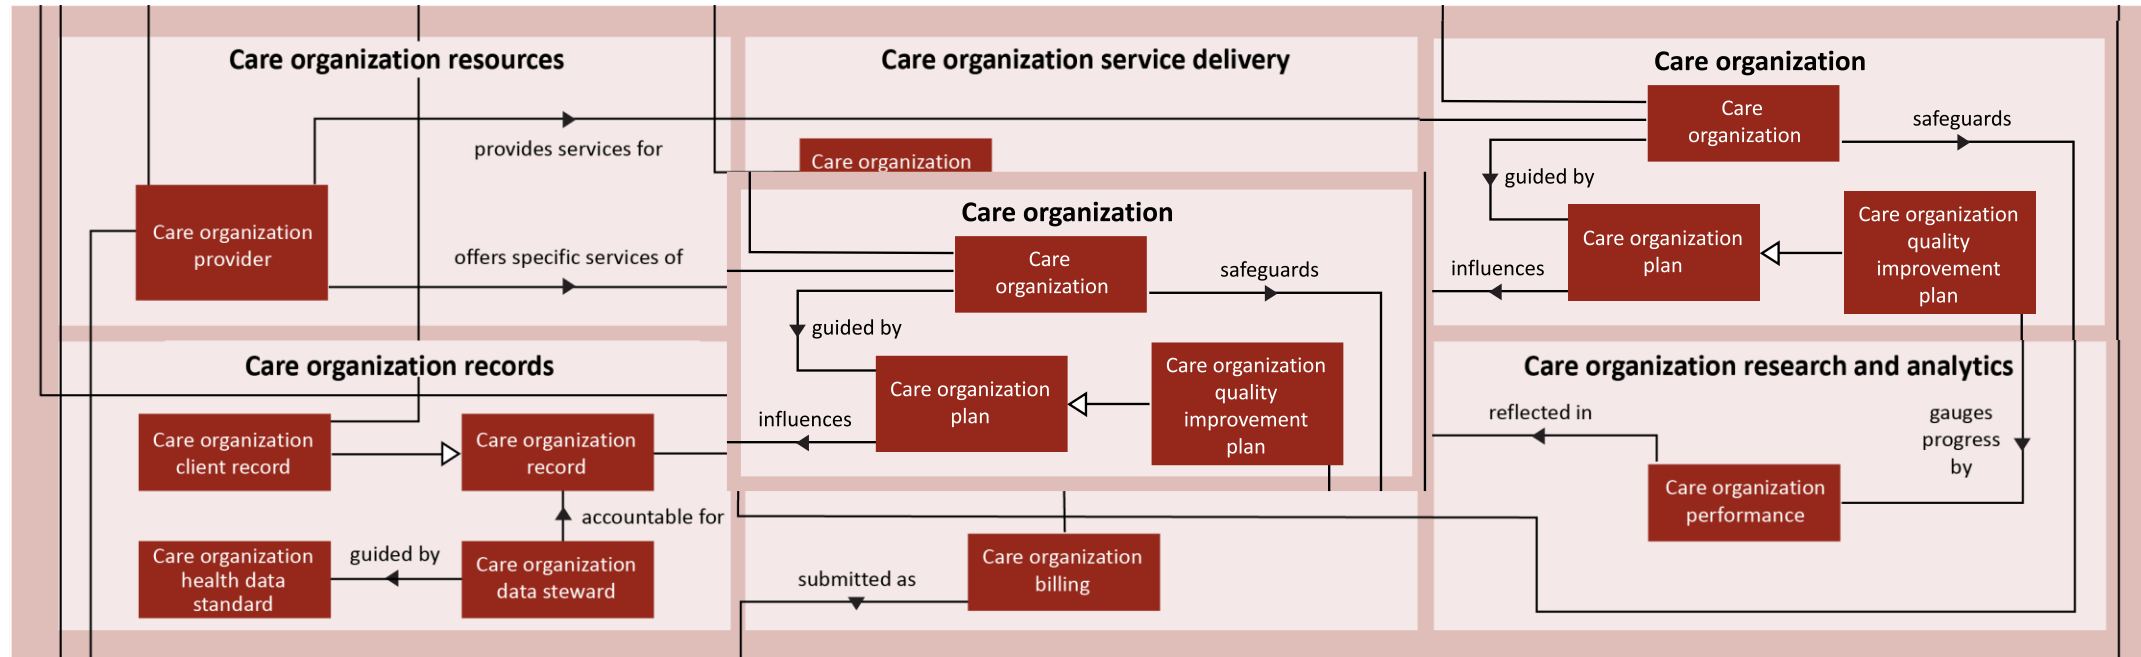 Care organization resources
provides services for
Care organization
provider
offers specific services of
Care organization service delivery
Care organization
Care organization
Care
organization
safeguards
guided by
Care organization
plan
Care organization
quality
improvement
plan
influences
Care organization
Care
organization
safeguards
guided by
Care organization
plan
Care organization
quality
improvement
plan
influences
Care organization records
Care organization
client record
Care organization
record
accountable for
Care organization
health data
standard
guided by
Care organization
data steward
submitted as
Care organization
billing
Care organization research and analytics
reflected in
gauges
progress
by
Care organization
performance